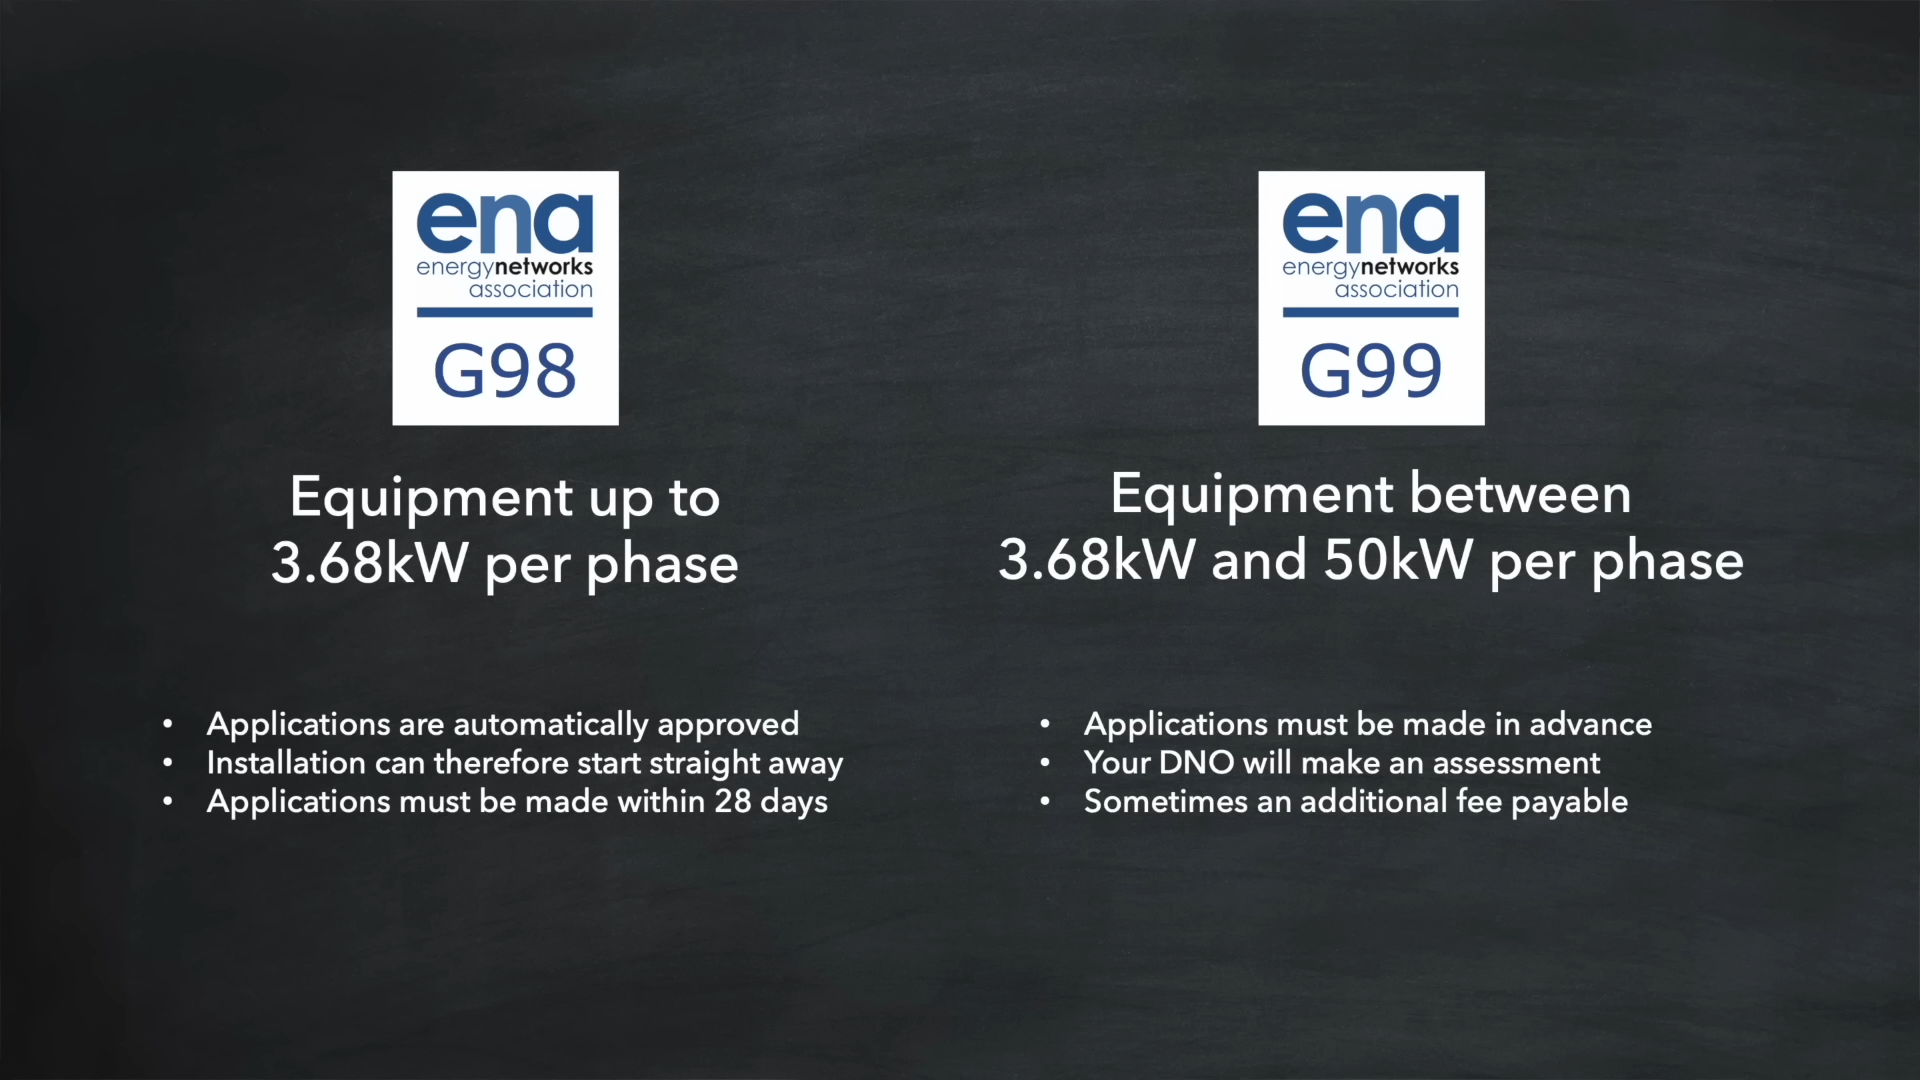 ena
energynetworks
association
G98
Equipment up to
3.68kW per phase
• Applications are automatically approved
• Installation can therefore start straight away
• Applications must be made within 28 days
ena
energynetworks
association
G99
Equipment between
3.68kW and 50kW per phase
• Applications must be made in advance
• Your DNO will make an assessment
• Sometimes an additional fee payable